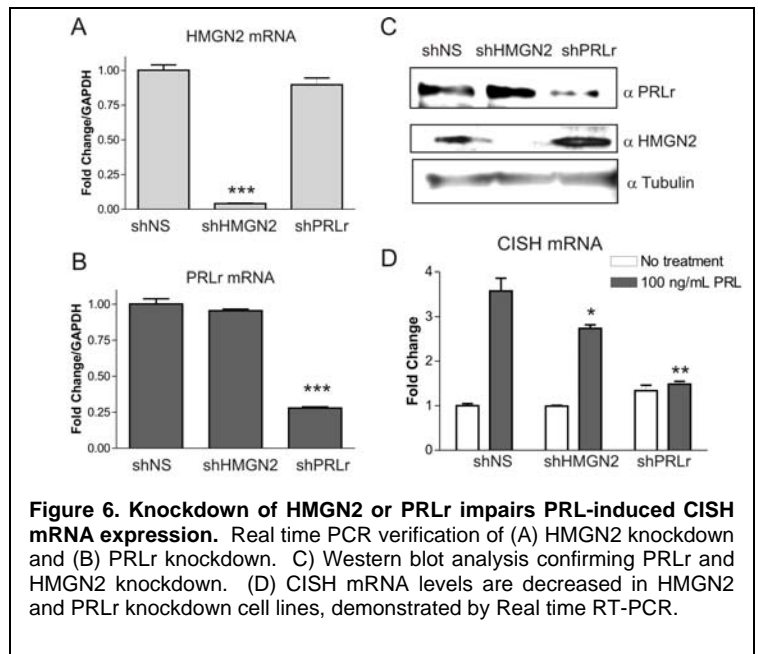 A
HMGN2 mRNA
Fold Change/GAPDH
1.00
0.75
0.50
0.25
0.00
***
shNS shHMGN2 shPRLr
B
PRLr mRNA
Fold Change/GAPDH
1.00
0.75
0.50
0.25
0.00
***
shNS shHMGN2 shPRLr
C
shNS shHMGN2 shPRLr
α PRLr
α HMGN2
α Tubulin
D
CISH mRNA
No treatment
100 ng/mL PRL
Fold Change
4
3
2
1
0
*
**
shNS shHMGN2 shPRLr
Figure 6. Knockdown of HMGN2 or PRLr impairs PRL-induced CISH
mRNA expression. Real time PCR verification of (A) HMGN2 knockdown
and (B) PRLr knockdown. C) Western blot analysis confirming PRLr and
HMGN2 knockdown. (D) CISH mRNA levels are decreased in HMGN2
and PRLr knockdown cell lines, demonstrated by Real time RT-PCR.